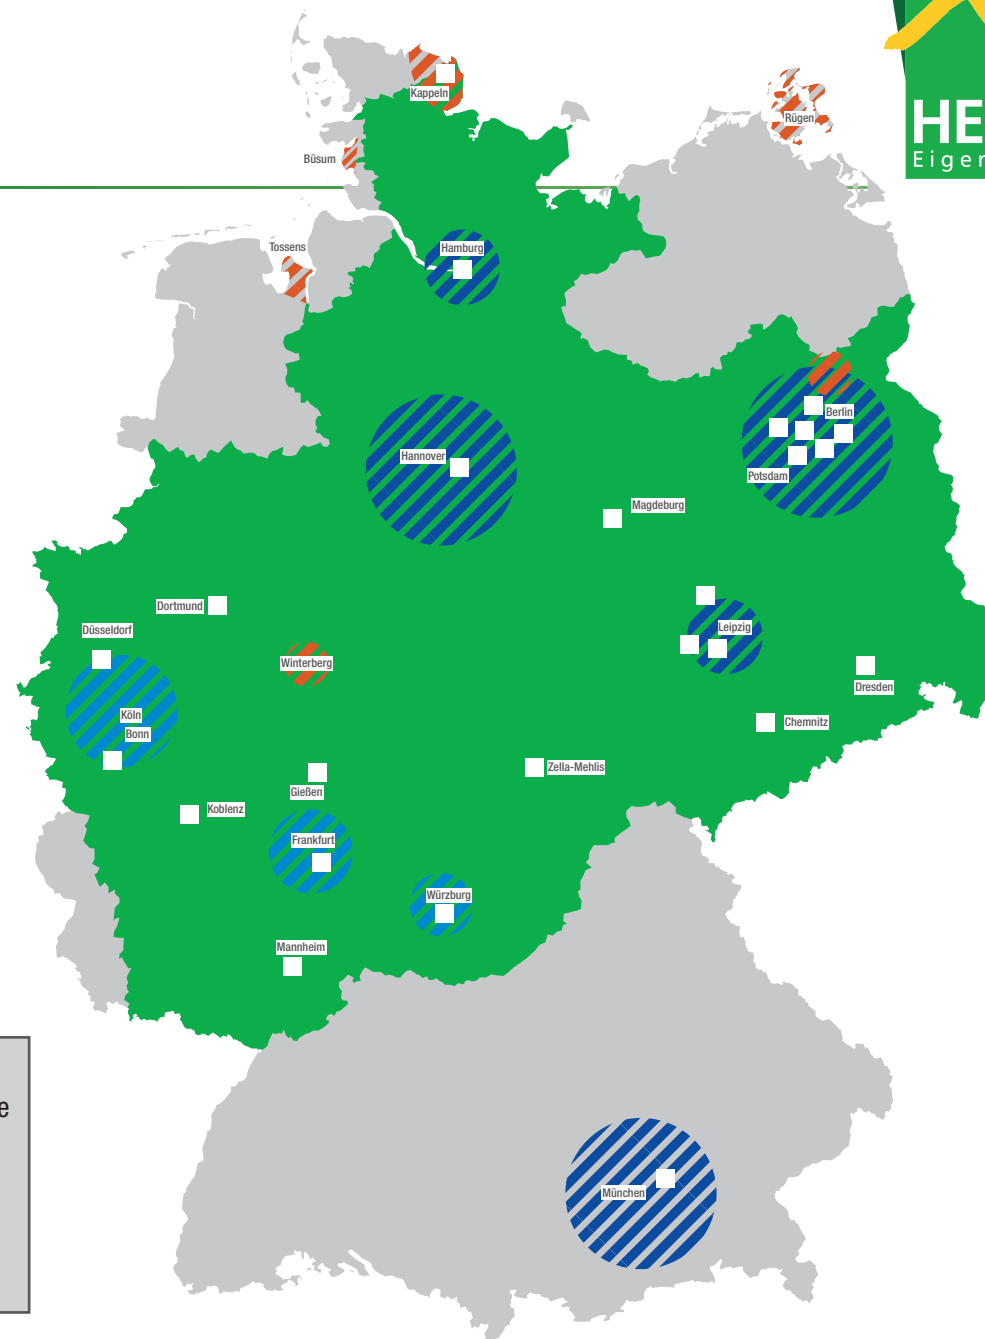 HE
Eiger
Kappeln
Rügen
Büsum
Hamburg
Tossens
Berlin
Hannover
Potsdam
Magdeburg
Dortmund
Leipzig
Düsseldorf
Winterberg
Dresden
Köln
Chemnitz
Bonn
Zella-Mehlis
Gießen
Koblenz
Frankfurt
Würzburg
Mannheim
e
München